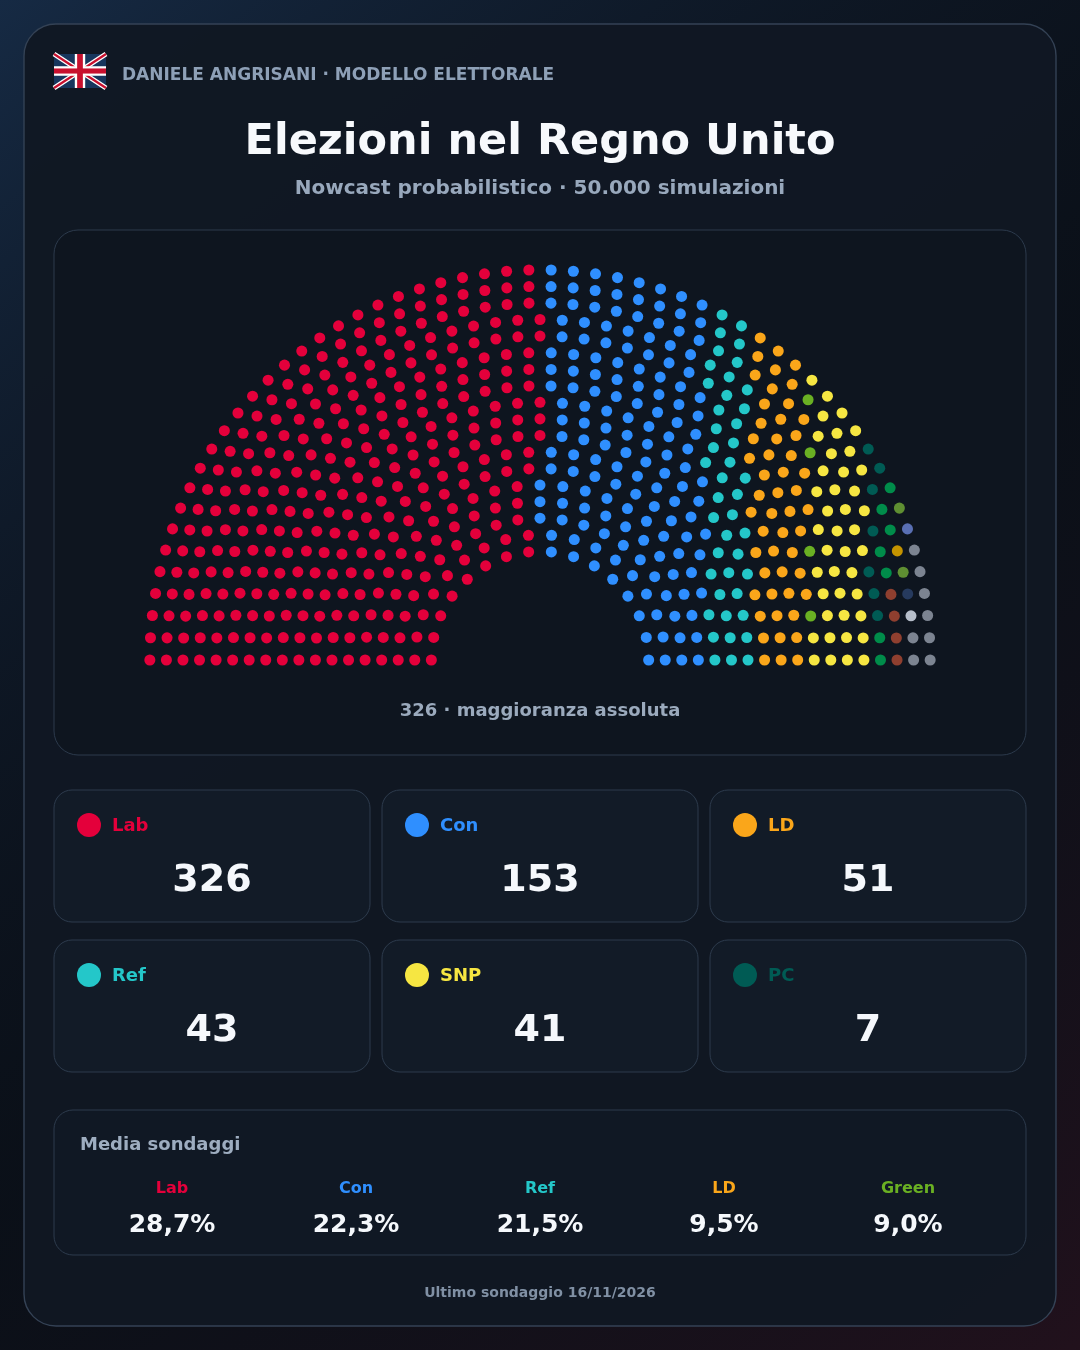 DANIELE ANGRISANI · MODELLO ELETTORALE
Elezioni nel Regno Unito
Nowcast probabilistico · 50.000 simulazioni
326 · maggioranza assoluta
Lab
326
Con
153
LD
51
Ref
43
SNP
41
PC
7
Media sondaggi
Lab Con Ref LD Green
28,7% 22,3% 21,5% 9,5% 9,0%
Ultimo sondaggio 16/11/2026